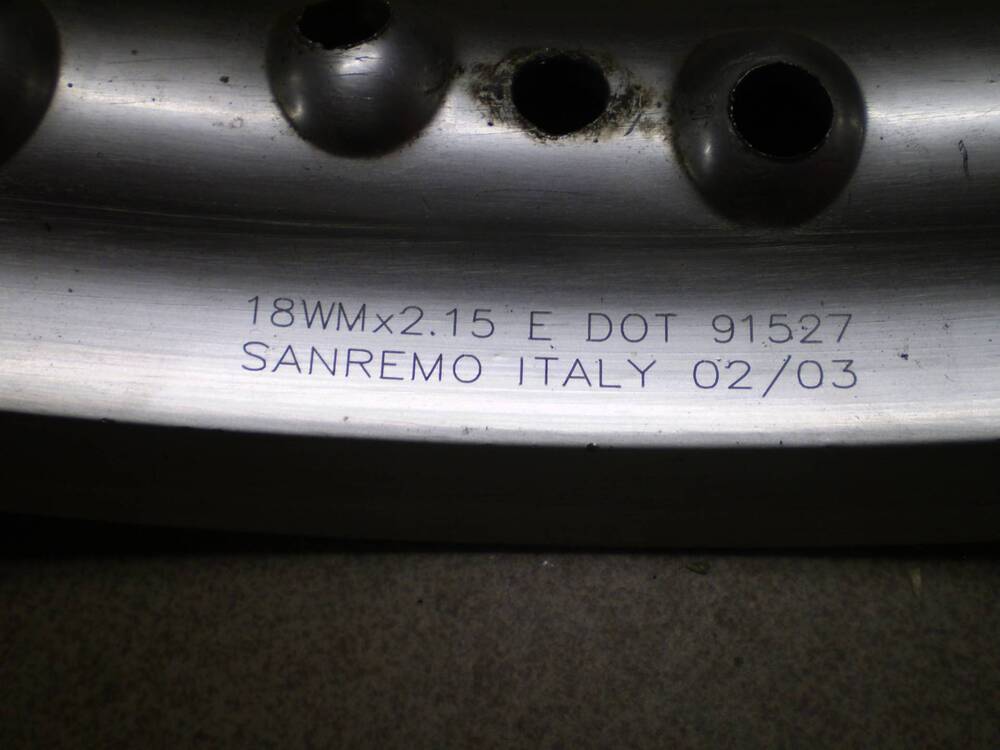 18WMx2.15 E DOT 91527
SANREMO ITALY 02/03